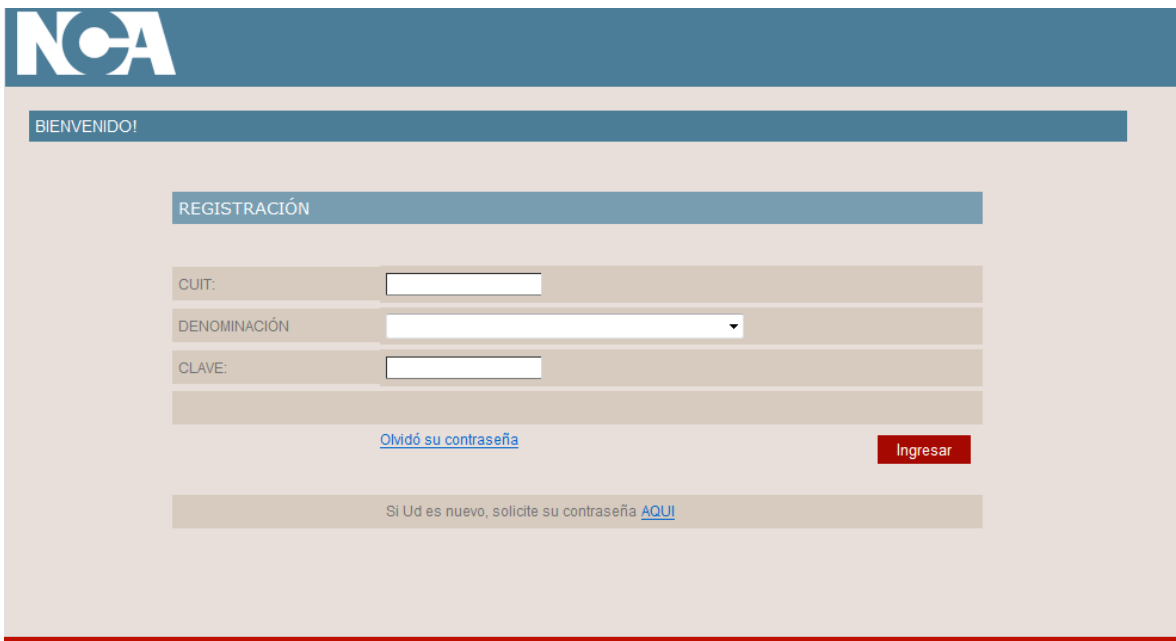 NCA
BIENVENIDO!
REGISTRACIÓN
CUIT:
DENOMINACIÓN
CLAVE:
Olvidó su contraseña
Ingresar
Si Ud es nuevo, solicite su contraseña AQUI